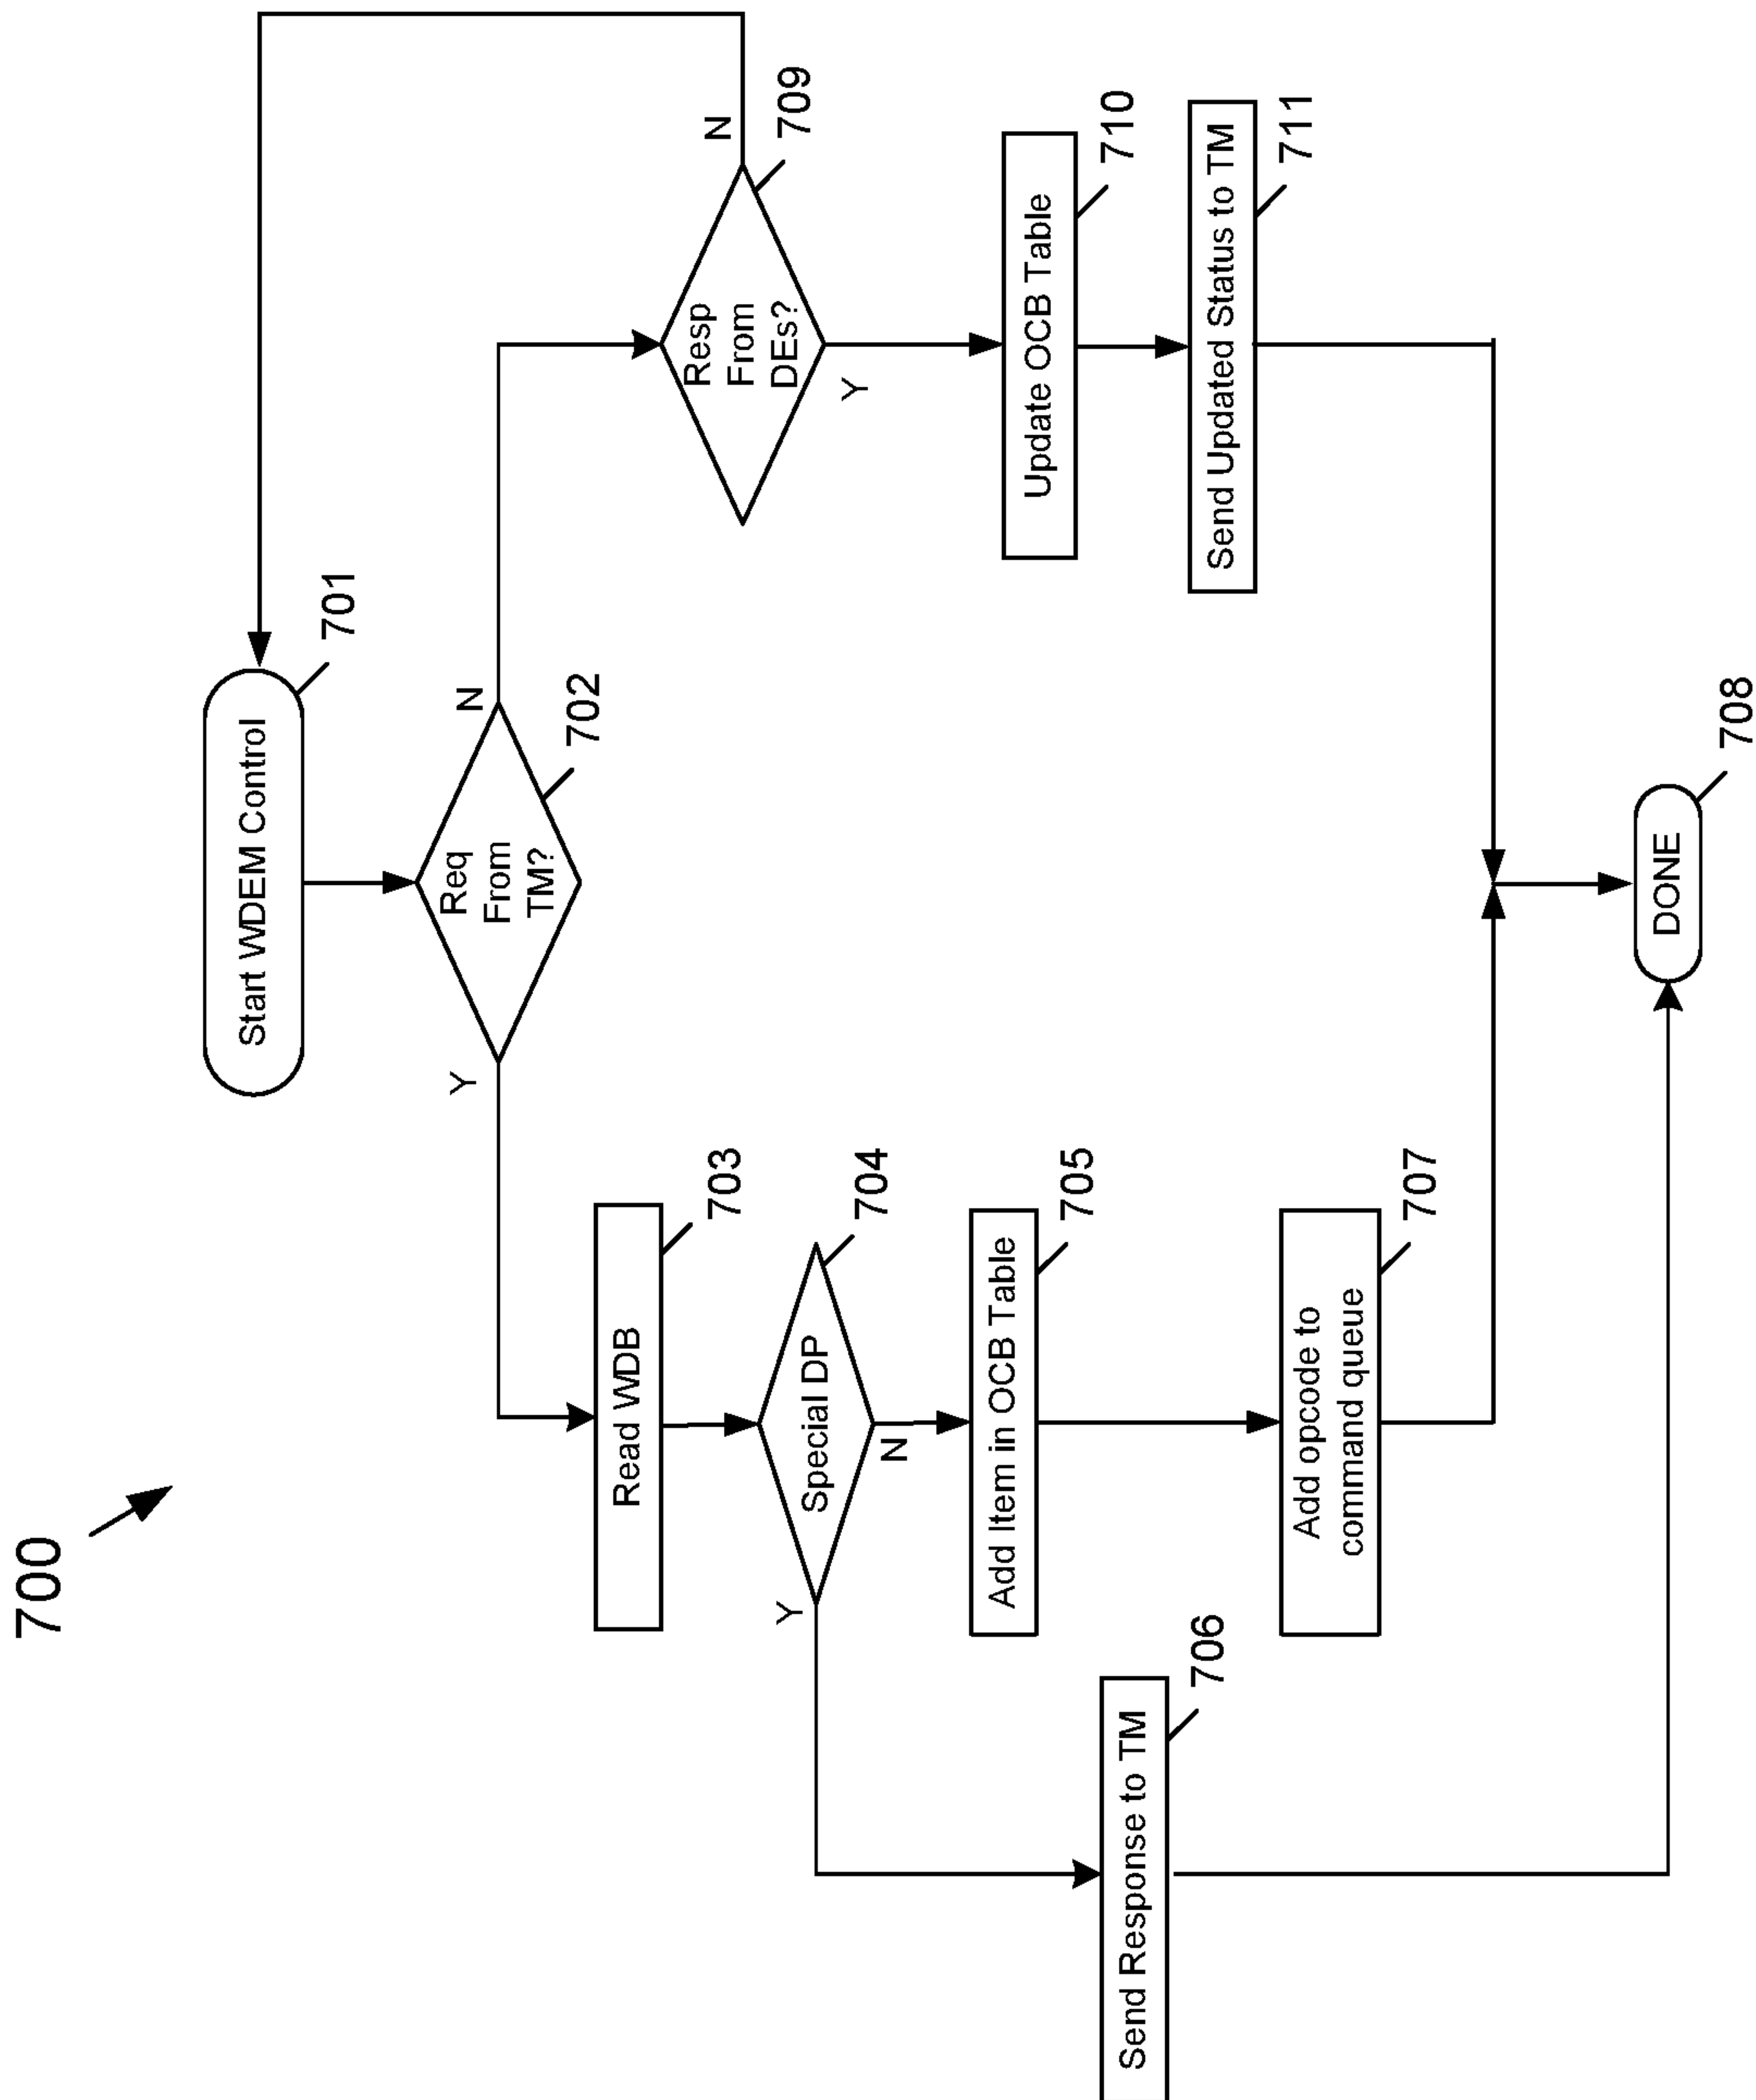 700
Start WDEM Control
701
Req
From
TM?
702
Y
N
Read WDB
703
Special DP
704
Y
N
Add Item in OCB Table
705
Send Response to TM
706
Add opcode to
command queue
707
Resp
From
DEs?
709
N
Y
Update OCB Table
710
Send Updated Status to TM
711
DONE
708